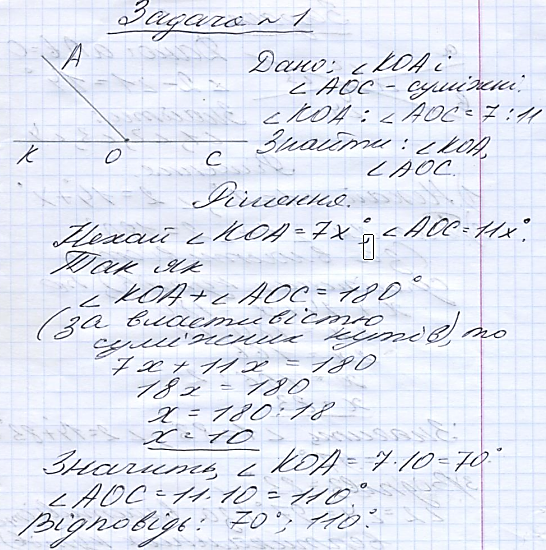 Задача № 1
A
K O C
Дано: ∠KOA і
∠AOC - суміжні.
∠KOA : ∠AOC = 7 : 11
Знайти: ∠KOA,
∠AOC.
Рішення.
Нехай ∠KOA = 7x°, ∠AOC = 11x°.
Так як
∠KOA + ∠AOC = 180°
(за властивістю
суміжних кутів), то
7x + 11x = 180
18x = 180
x = 180 : 18
x = 10
Значить, ∠KOA = 7·10 = 70°
∠AOC = 11·10 = 110°
Відповідь: 70°; 110°.